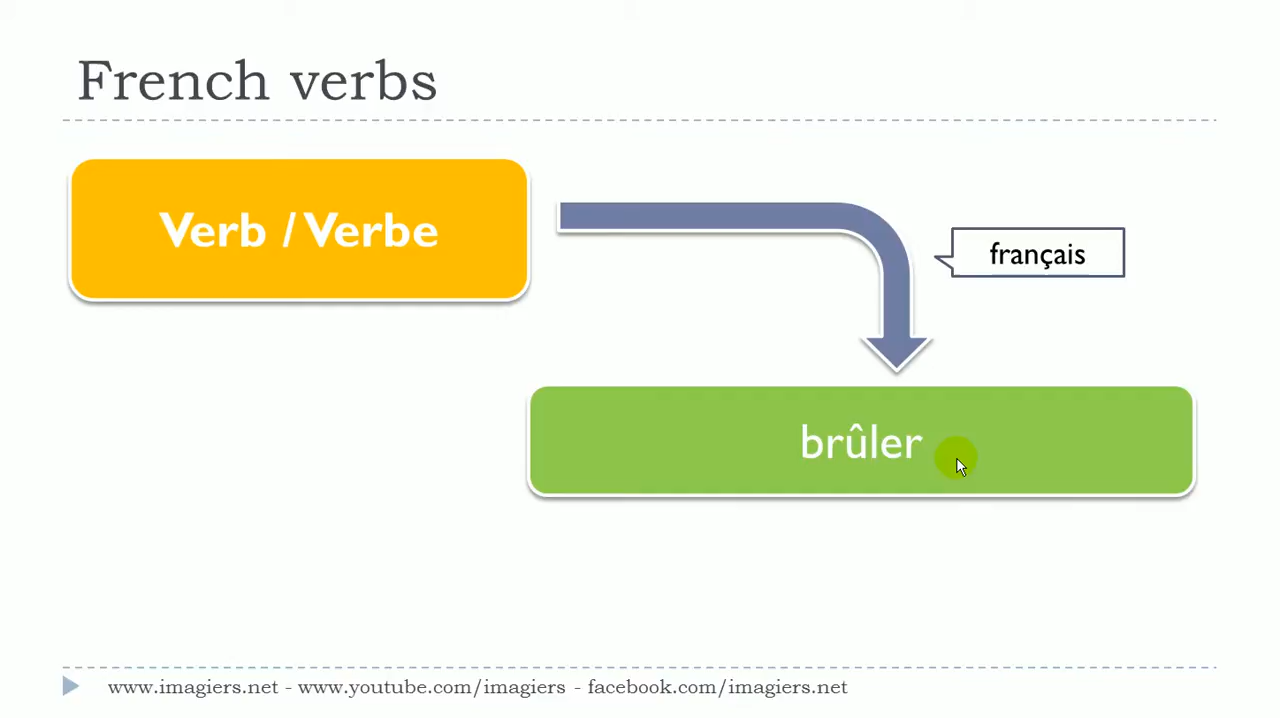 French verbs
Verb / Verbe
français
brûler
www.imagiers.net - www.youtube.com/imagiers - facebook.com/imagiers.net